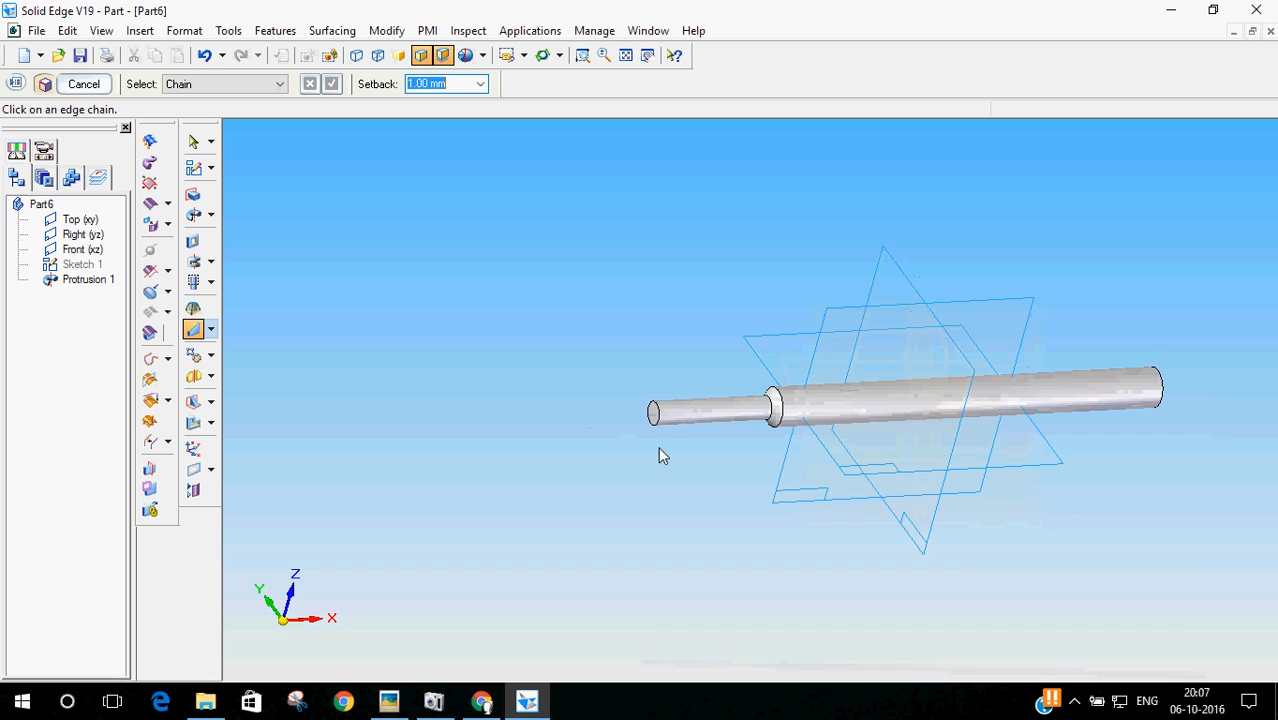 Solid Edge V19 - Part - [Part6]
File Edit View Insert Format Tools Features Surfacing Modify PMI Inspect Applications Manage Window Help
Cancel Select: Chain Setback: 1.00 mm
Click on an edge chain.
Part6
Top (xy)
Right (yz)
Front (xz)
Sketch 1
Protrusion 1
Z
Y
X
ENG
20:07
06-10-2016